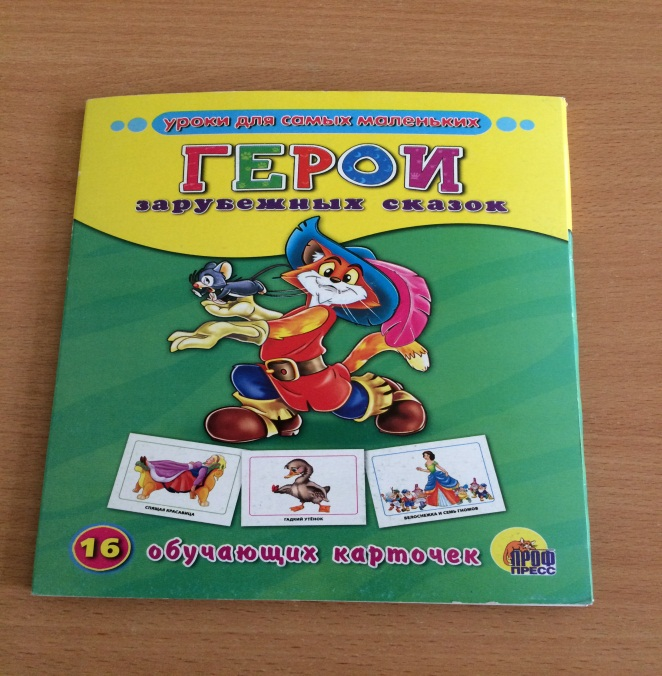 уроки для самых маленьких
ГЕРОИ
зарубежных сказок
СПЯЩАЯ КРАСАВИЦА
ГАДКИЙ УТЁНОК
БЕЛОСНЕЖКА И СЕМЬ ГНОМОВ
16 обучающих карточек
ПРОФ
ПРЕСС